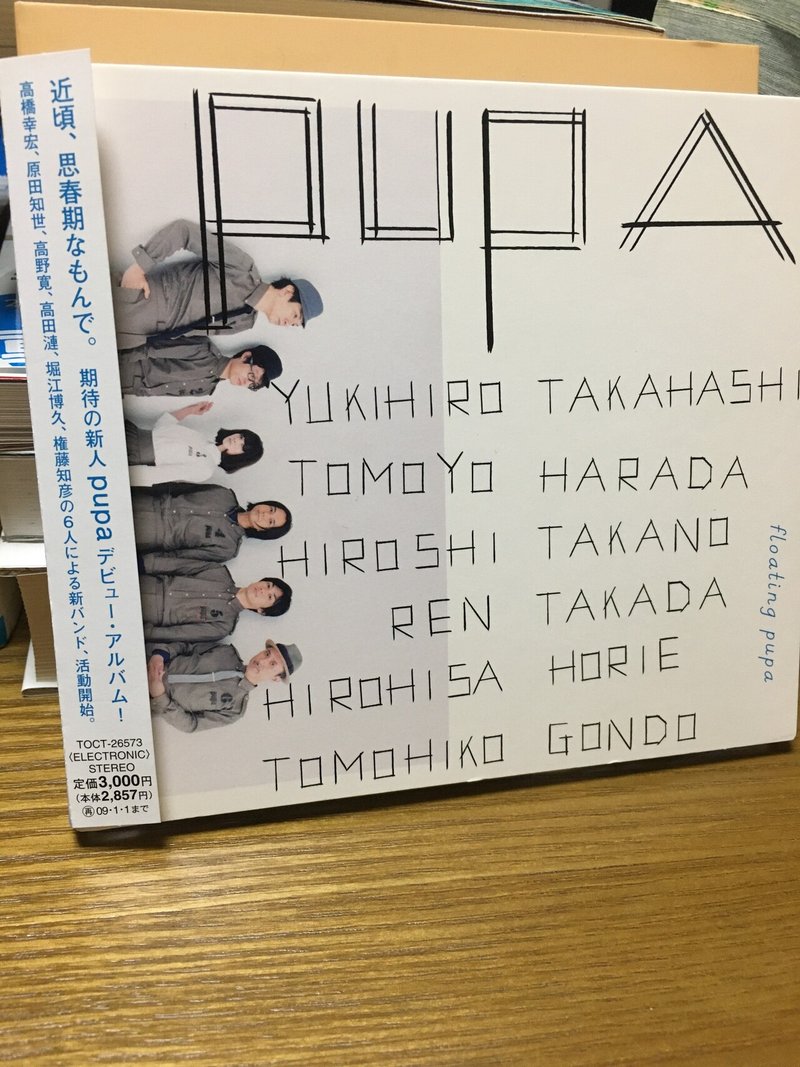 近頃、思春期なもんで。 期待の新人 pupa デビュー・アルバム！
高橋幸宏、原田知世、高野寛、高田漣、堀江博久、権藤知彦の6人による新バンド、活動開始。
TOCT-26573
〈ELECTRONIC〉
STEREO
定価3,000円
(本体2,857円)
再09・1・1まで
pupA
YUKIHIRO TAKAHASHI
TOMOYO HARADA
HIROSHI TAKANO
REN TAKADA
HIROHISA HORIE
TOMOHIKO GONDO
floating pupa